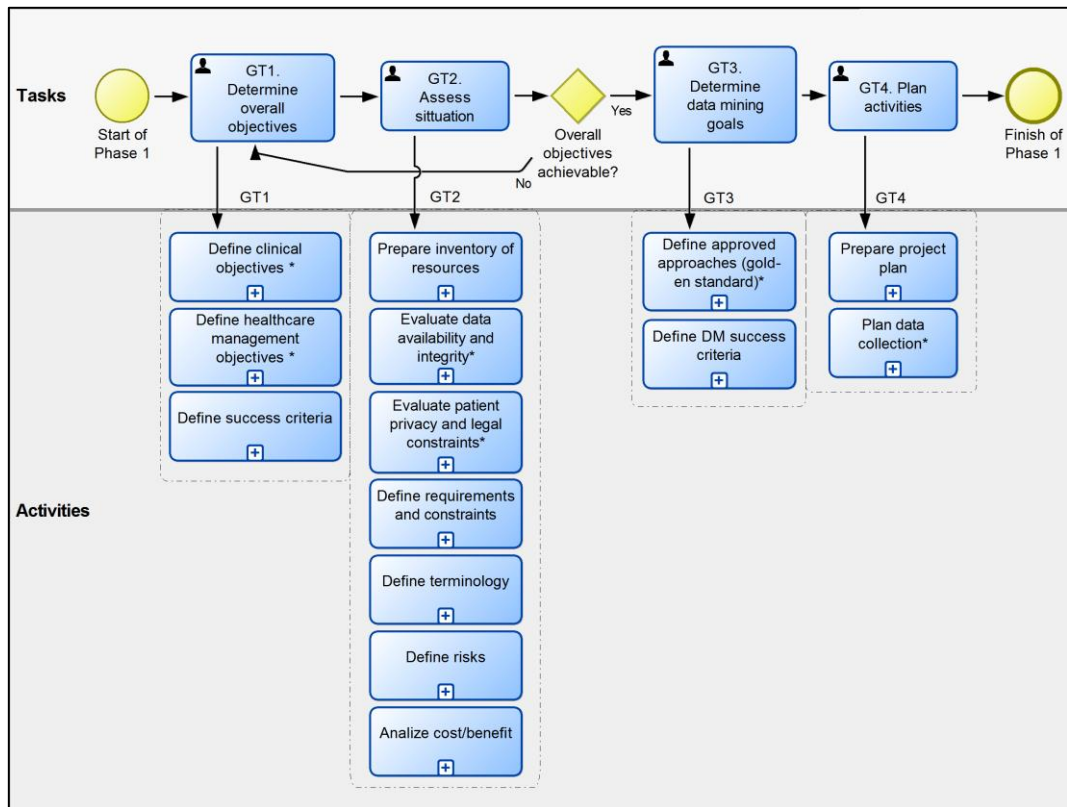 Tasks
Start of
Phase 1
GT1.
Determine
overall
objectives
GT2.
Assess
sittuation
Overall
objectives
achievable?
Yes
No
GT3.
Determine
data mining
goals
GT4. Plan
activities
Finish of
Phase 1
GT1
GT2
GT3
GT4
Activities
Define clinical
objectives *
Define healthcare
management
objectives *
Define success criteria
Prepare inventory of
resources
Evaluate data
availability and
integrity*
Evaluate patient
privacy and legal
constraints*
Define requirements
and constraints
Define terminology
Define risks
Analize cost/benefit
Define approved
approaches (gold-
en standard)*
Define DM success
criteria
Prepare project
plan
Plan data
collection*